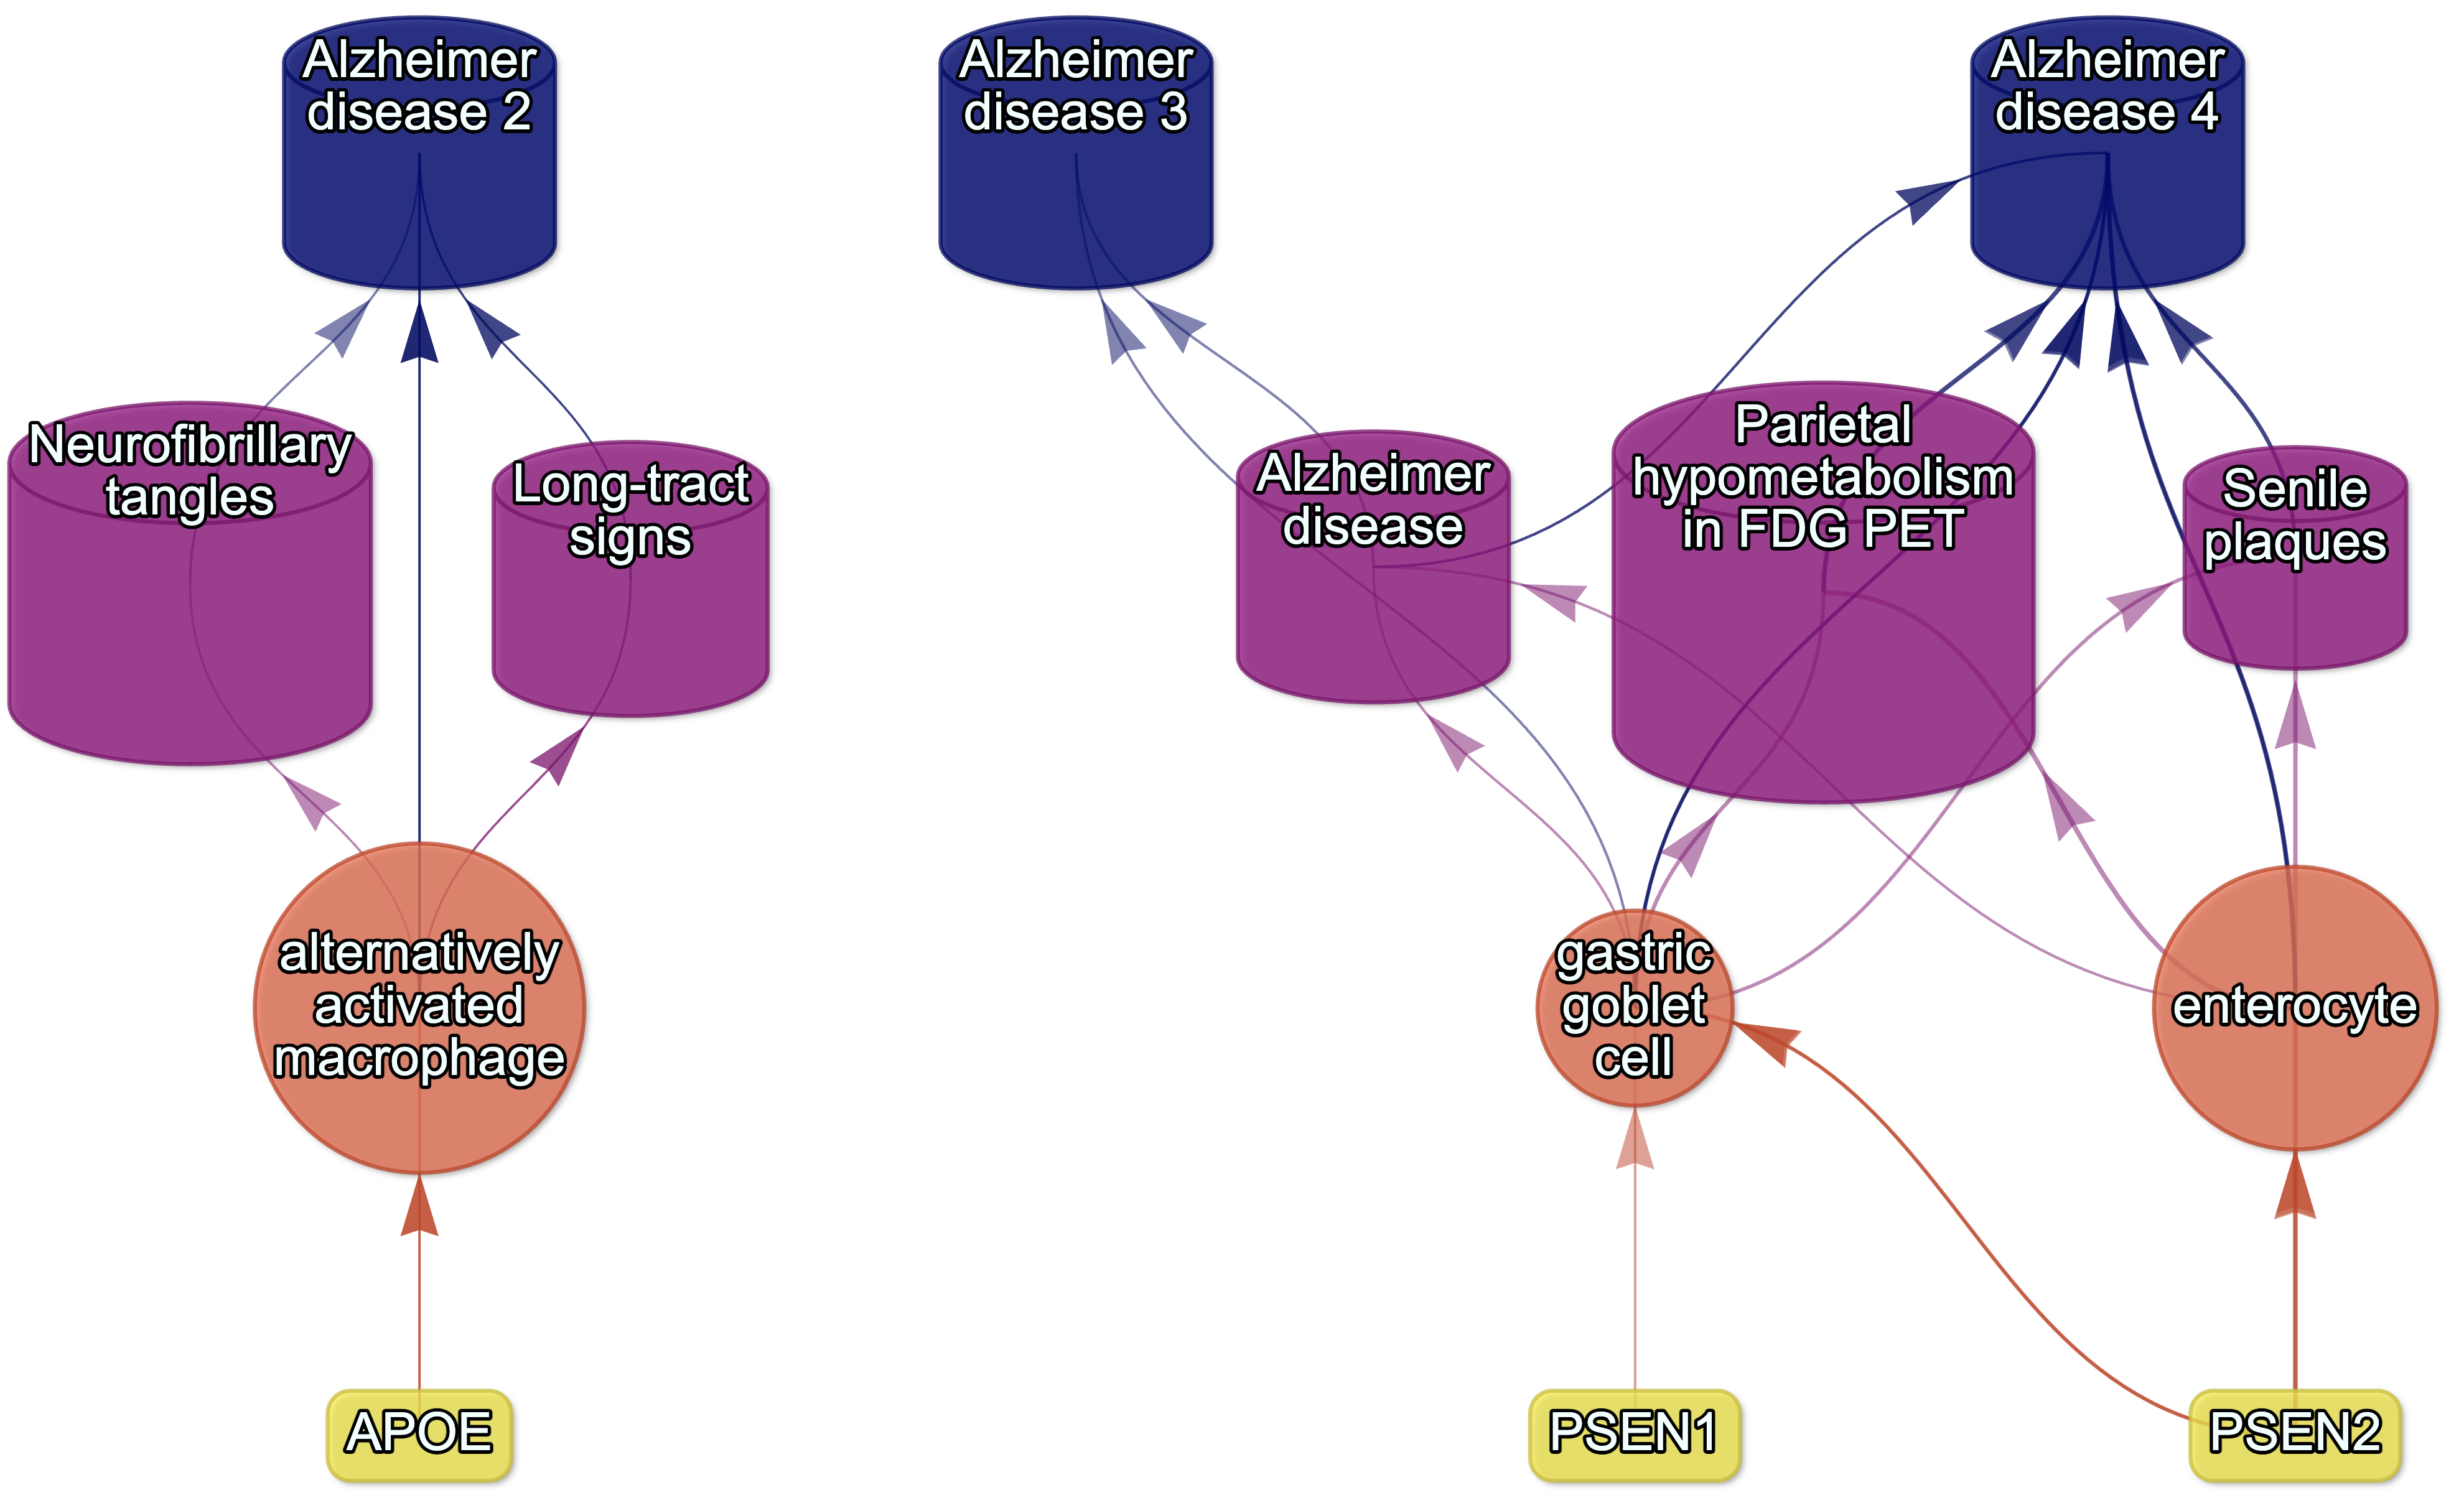 Alzheimer
disease 2
Alzheimer
disease 3
Alzheimer
disease 4
Neurofibrillary
tangles
Long-tract
signs
Alzheimer
disease
Parietal
hypometabolism
in FDG PET
Senile
plaques
alternatively
activated
macrophage
gastric
goblet
cell
enterocyte
APOE
PSEN1
PSEN2